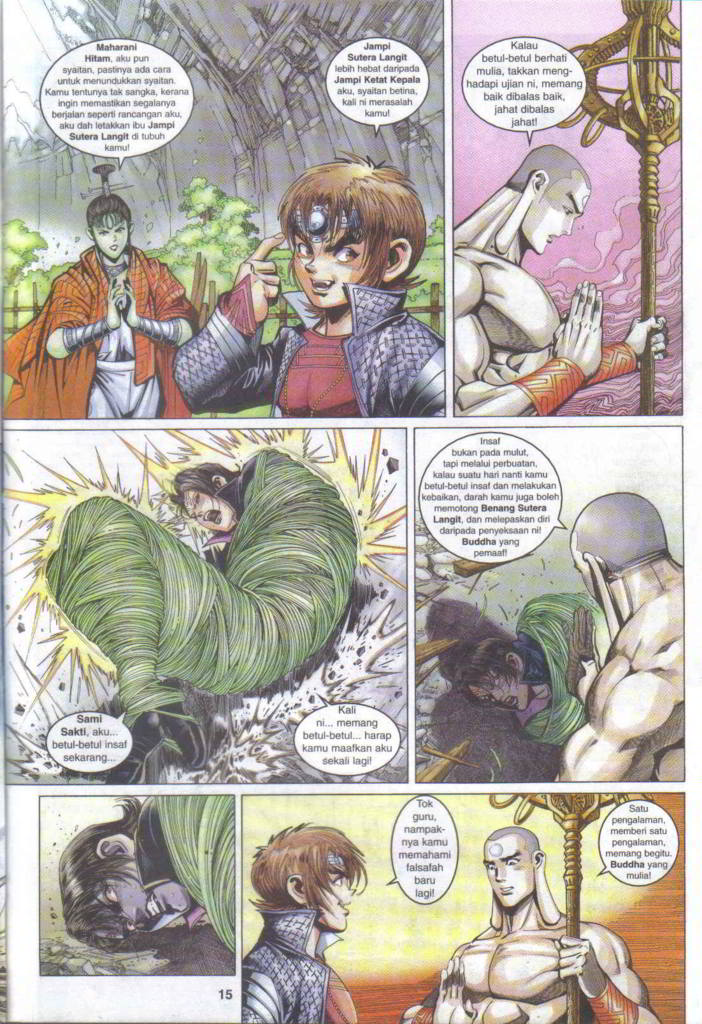 Maharani
Hitam, aku pun
syaitan, pastinya ada cara
untuk menundukkan syaitan.
Kamu tentunya tak sangka, kerana
ingin memastikan segalanya
berjalan seperti rancangan aku,
aku dah letakkan ibu Jampi
Sutera Langit di tubuh
kamu!
Jampi
Sutera Langit
lebih hebat daripada
Jampi Ketat Kepala
aku, syaitan betina,
kali ni merasalah
kamu!
Kalau
betul-betul berhati
mulia, takkan meng-
hadapi ujian ni, memang
baik dibalas baik,
jahat dibalas
jahat!
Sami
Sakti, aku...
betul-betul insaf
sekarang...
Kali
ni... memang
betul-betul... harap
kamu maafkan aku
sekali lagi!
Insaf
bukan pada mulut,
tapi melalui perbuatan,
kalau suatu hari nanti kamu
betul-betul insaf dan melakukan
kebaikan, darah kamu juga boleh
memotong Benang Sutera
Langit, dan melepaskan diri
daripada penyeksaan ni!
Buddha yang
pemaaf!
Tok
guru,
nampak-
nya kamu
memahami
falsafah
baru
lagi!
Satu
pengalaman,
memberi satu
pengalaman,
memang begitu.
Buddha yang
mulia!
15